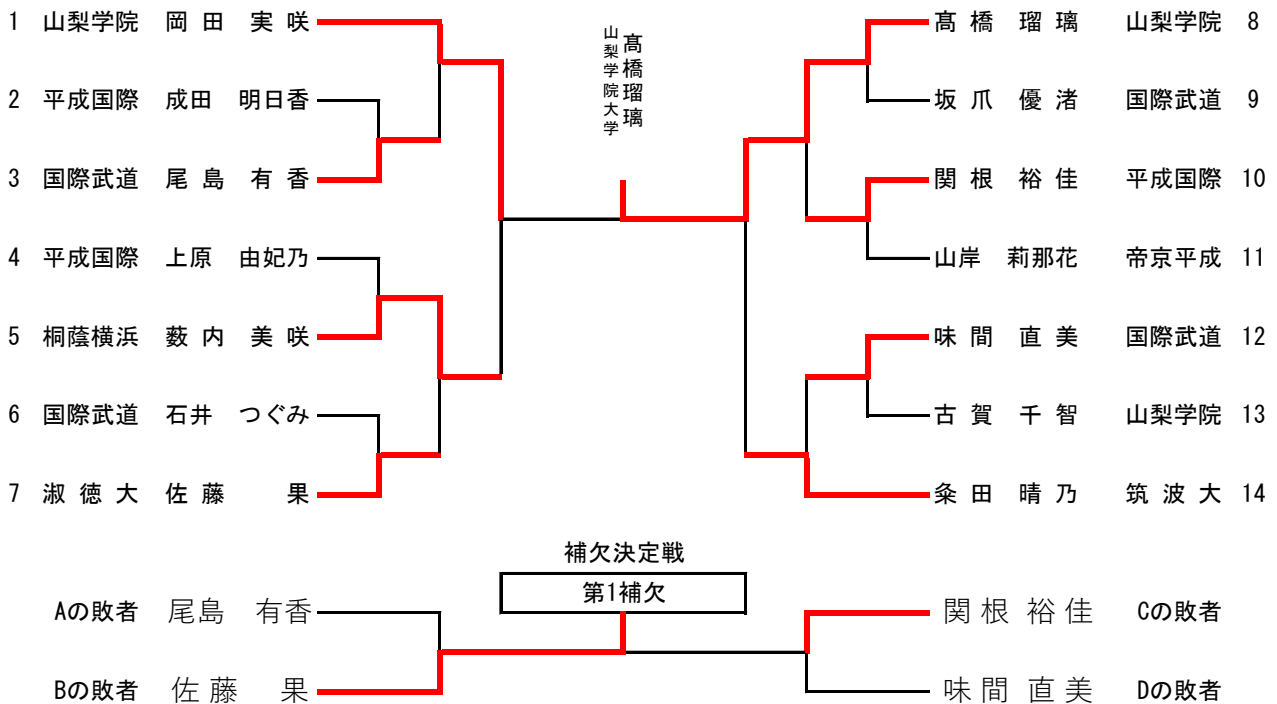 1 山梨学院 岡田 実咲
2 平成国際 成田 明日香
3 国際武道 尾島 有香
4 平成国際 上原 由妃乃
5 桐蔭横浜 薮内 美咲
6 国際武道 石井 つぐみ
7 淑徳大 佐藤 果
髙橋瑠璃
山梨学院大学
髙橋 瑠璃 山梨学院 8
坂爪 優渚 国際武道 9
関根 裕佳 平成国際 10
山岸 莉那花 帝京平成 11
味間 直美 国際武道 12
古賀 千智 山梨学院 13
粂田 晴乃 筑波大 14
補欠決定戦
第1補欠
Aの敗者 尾島 有香
Bの敗者 佐藤 果
関根 裕佳 Cの敗者
味間 直美 Dの敗者